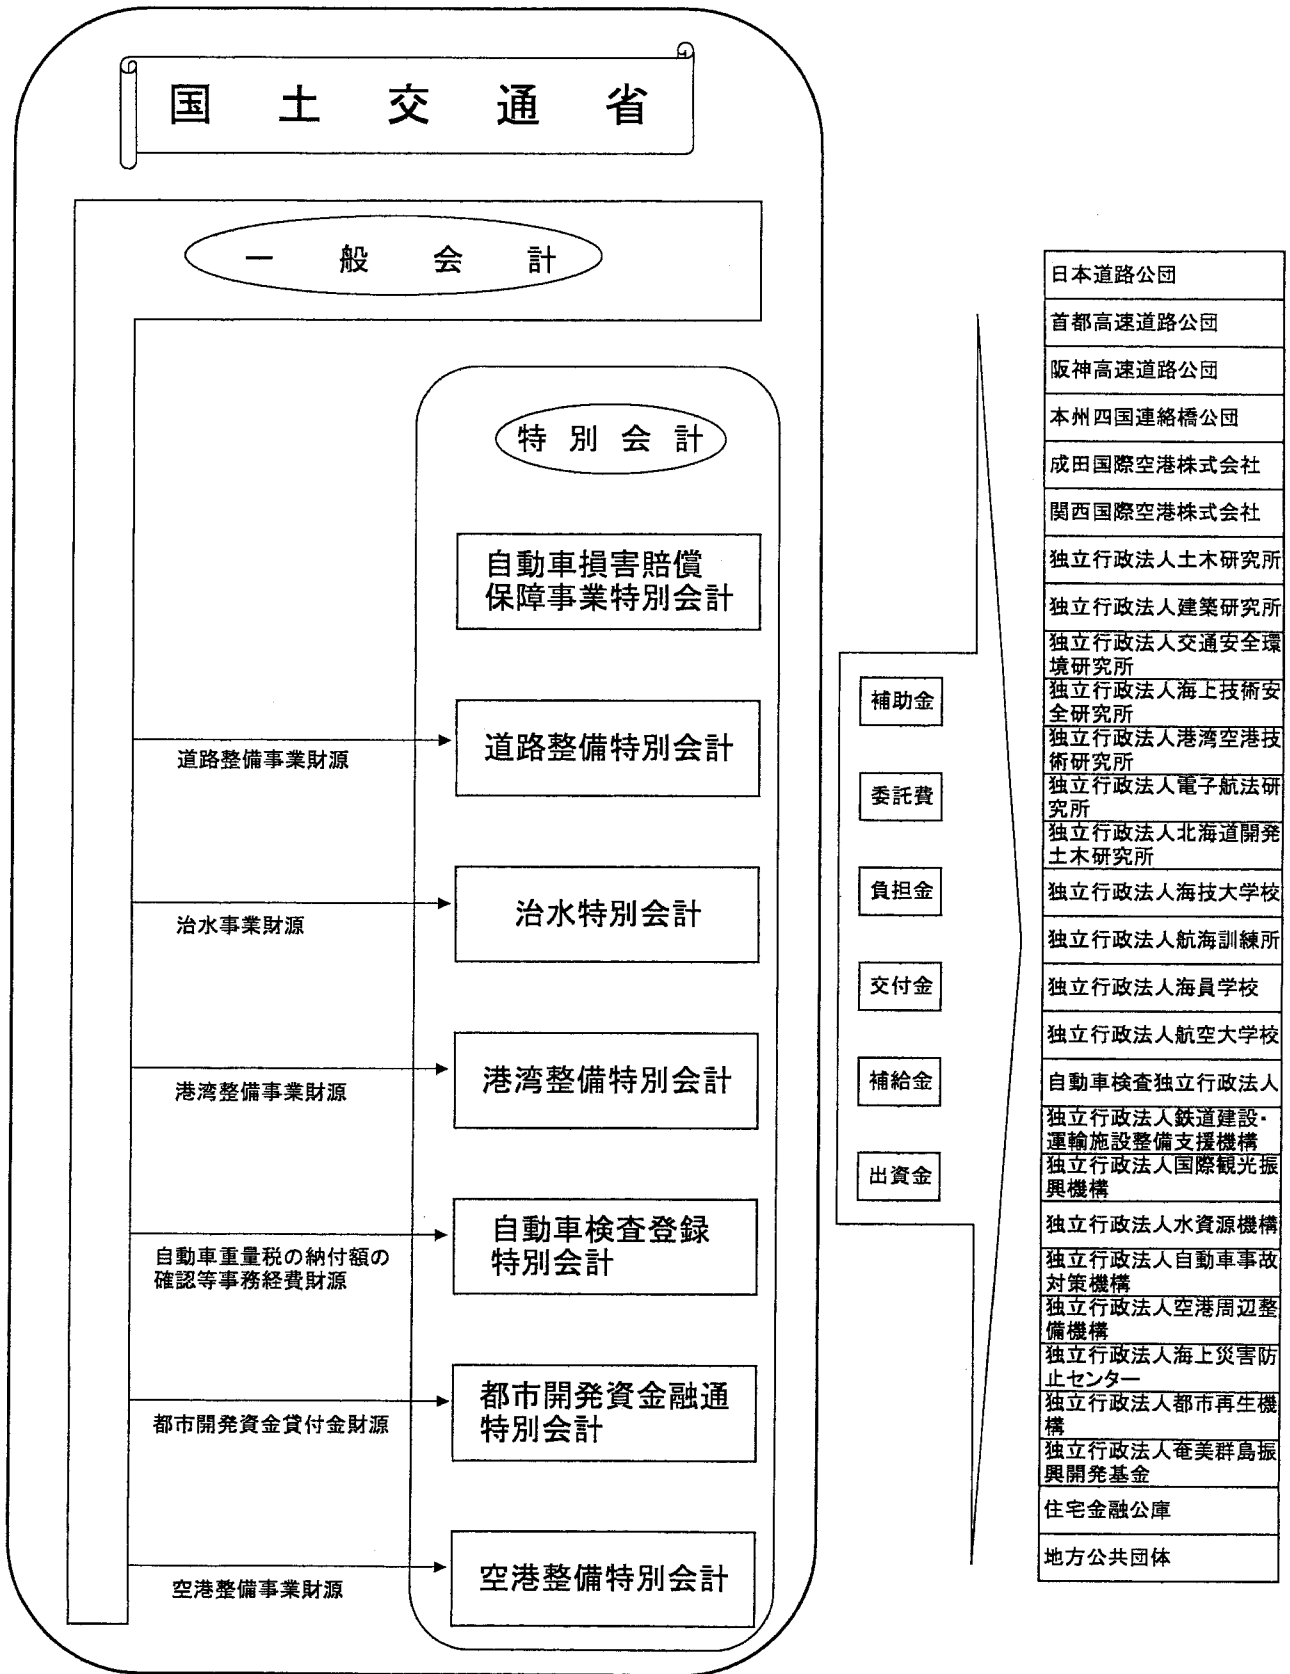 国土交通省
一般会計
特別会計
自動車損害賠償
保障事業特別会計
道路整備事業財源
道路整備特別会計
治水事業財源
治水特別会計
港湾整備事業財源
港湾整備特別会計
自動車重量税の納付額の
確認等事務経費財源
自動車検査登録
特別会計
都市開発資金貸付金財源
都市開発資金融通
特別会計
空港整備事業財源
空港整備特別会計
補助金
委託費
負担金
交付金
補給金
出資金
日本道路公団
首都高速道路公団
阪神高速道路公団
本州四国連絡橋公団
成田国際空港株式会社
関西国際空港株式会社
独立行政法人土木研究所
独立行政法人建築研究所
独立行政法人交通安全環
境研究所
独立行政法人海上技術安
全研究所
独立行政法人港湾空港技
術研究所
独立行政法人電子航法研
究所
独立行政法人北海道開発
土木研究所
独立行政法人海技大学校
独立行政法人航海訓練所
独立行政法人海員学校
独立行政法人航空大学校
自動車検査独立行政法人
独立行政法人鉄道建設・
運輸施設整備支援機構
独立行政法人国際観光振
興機構
独立行政法人水資源機構
独立行政法人自動車事故
対策機構
独立行政法人空港周辺整
備機構
独立行政法人海上災害防
止センター
独立行政法人都市再生機
構
独立行政法人奄美群島振
興開発基金
住宅金融公庫
地方公共団体